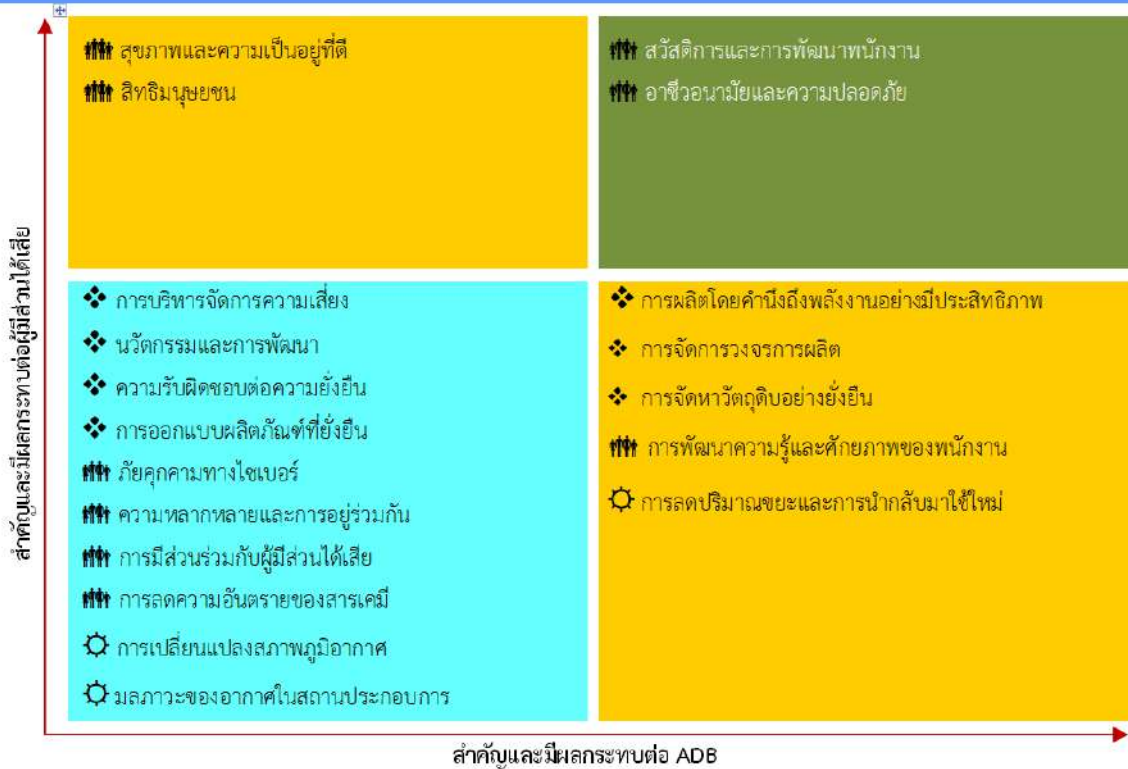 สุขภาพและความเป็นอยู่ที่ดี
สิทธิมนุษยชน
สวัสดิการและการพัฒนาพนักงาน
อาชีวอนามัยและความปลอดภัย
สำคัญและมีผลกระทบต่อผู้มีส่วนได้เสีย
การบริหารจัดการความเสี่ยง
นวัตกรรมและการพัฒนา
ความรับผิดชอบต่อความยั่งยืน
การออกแบบผลิตภัณฑ์ที่ยั่งยืน
ภัยคุกคามทางไซเบอร์
ความหลากหลายและการอยู่ร่วมกัน
การมีส่วนร่วมกับผู้มีส่วนได้เสีย
การลดความอันตรายของสารเคมี
การเปลี่ยนแปลงสภาพภูมิอากาศ
มลภาวะของอากาศในสถานประกอบการ
การผลิตโดยคำนึงถึงพลังงานอย่างมีประสิทธิภาพ
การจัดการวงจรการผลิต
การจัดหาวัตถุดิบอย่างยั่งยืน
การพัฒนาความรู้และศักยภาพของพนักงาน
การลดปริมาณขยะและการนำกลับมาใช้ใหม่
สำคัญและมีผลกระทบต่อ ADB